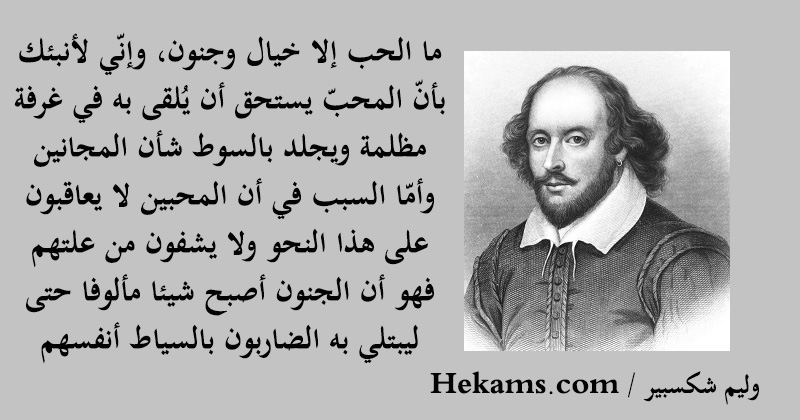 ما الحب إلا خيال وجنون، وإنّي لأنبئك
بأنّ المحبّ يستحق أن يُلقى به في غرفة
مظلمة ويجلد بالسوط شأن المجانين
وأمّا السبب في أن المحبين لا يعاقبون
على هذا النحو ولا يشفون من علتهم
فهو أن الجنون أصبح شيئا مألوفا حتى
ليبتلي به الضاربون بالسياط أنفسهم
وليم شكسبير / Hekams.com